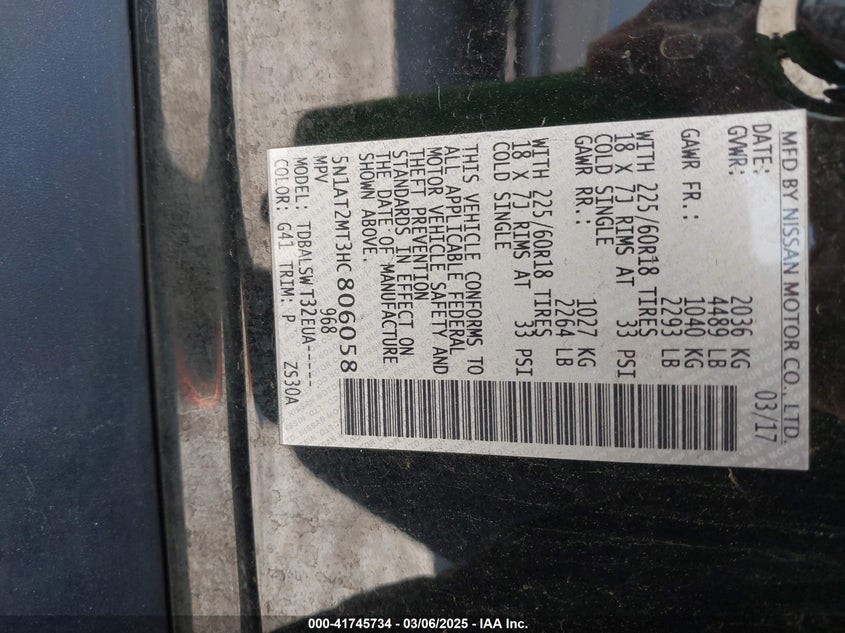 MFD BY NISSAN MOTOR CO., LTD.
DATE: 03/17
GVWR: 2036 KG
4489 LB
GAWR FR.: 1040 KG
2293 LB
WITH 225/60R18 TIRES
18 X 7J RIMS AT 33 PSI
COLD SINGLE
GAWR RR.: 1027 KG
2264 LB
WITH 225/60R18 TIRES
18 X 7J RIMS AT 33 PSI
COLD SINGLE
THIS VEHICLE CONFORMS TO
ALL APPLICABLE FEDERAL
MOTOR VEHICLE SAFETY AND
THEFT PREVENTION
STANDARDS IN EFFECT ON
THE DATE OF MANUFACTURE
SHOWN ABOVE
5N1AT2MT3HC806058
MPV 968
MODEL: TDBALSWT32EUA-----
COLOR: G41 TRIM: P ZS30A
000-41745734 - 03/06/2025 - IAA Inc.